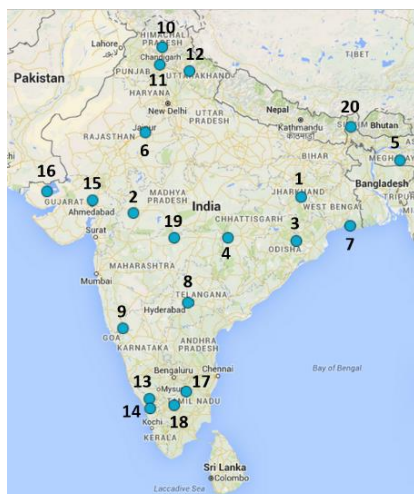 10
HIMACHAL
PRADESH
Lahore
Chandigarh
12
PUNJAB
UTTARAKHAND
11
TIBET
Pakistan
HARYANA
New Delhi
Nepal
20
Jaipur
UTTAR
PRADESH
Kathmandu
SIKKIM
Bhutan
RAJASTHAN
5
6
BIHAR
MEGHALAYA
16
15
1
Bangladesh
GUJARAT
2
MADHYA
PRADESH
India
JHARKHAND
TRIPURA
Ahmedabad
19
CHHATTISGARH
3
WEST BENGAL
Surat
4
ODISHA
7
MAHARASHTRA
Mumbai
8
TELANGANA
9
Hyderabad
GOA
KARNATAKA
ANDHRA
PRADESH
Bay of Bengal
Bengaluru
Chennai
13
17
Mysuru
14
TAMIL NADU
Kochi
18
KERALA
Sri Lanka
Colombo
Laccadive Sea